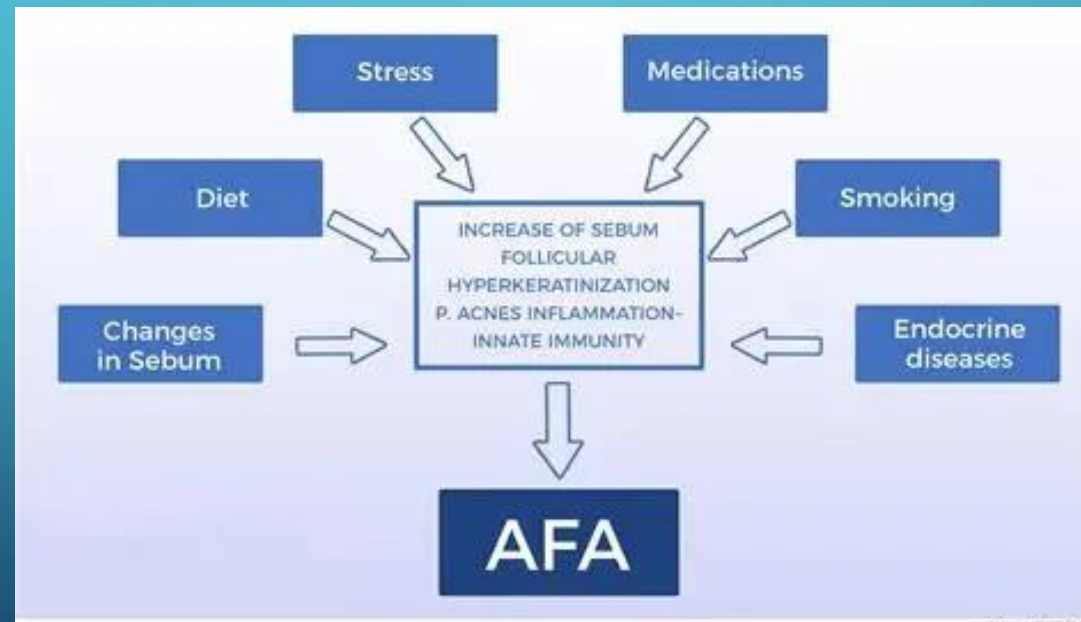 Stress
Medications
Diet
Smoking
INCREASE OF SEBUM
FOLLICULAR
HYPERKERATINIZATION
P. ACNES INFLAMMATION-
INNATE IMMUNITY
Changes
in Sebum
Endocrine
diseases
AFA